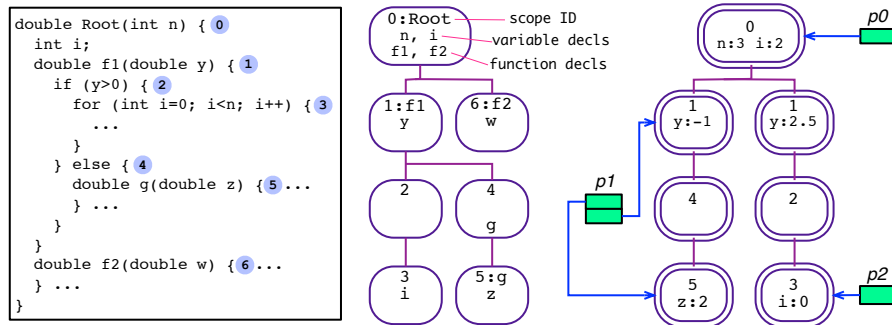 double Root(int n) { 0
int i;
double f1(double y) { 1
if (y>0) { 2
for (int i=0; i<n; i++) { 3
...
}
} else { 4
double g(double z) { 5 ...
} ...
}
}
double f2(double w) { 6 ...
} ...
}
0:Root
n, i
f1, f2
scope ID
variable decls
function decls
1:f1
y
6:f2
w
2
4
g
3
i
5:g
z
p0
0
n:3 i:2
1
y:-1
1
y:2.5
p1
4
2
5
z:2
3
i:0
p2